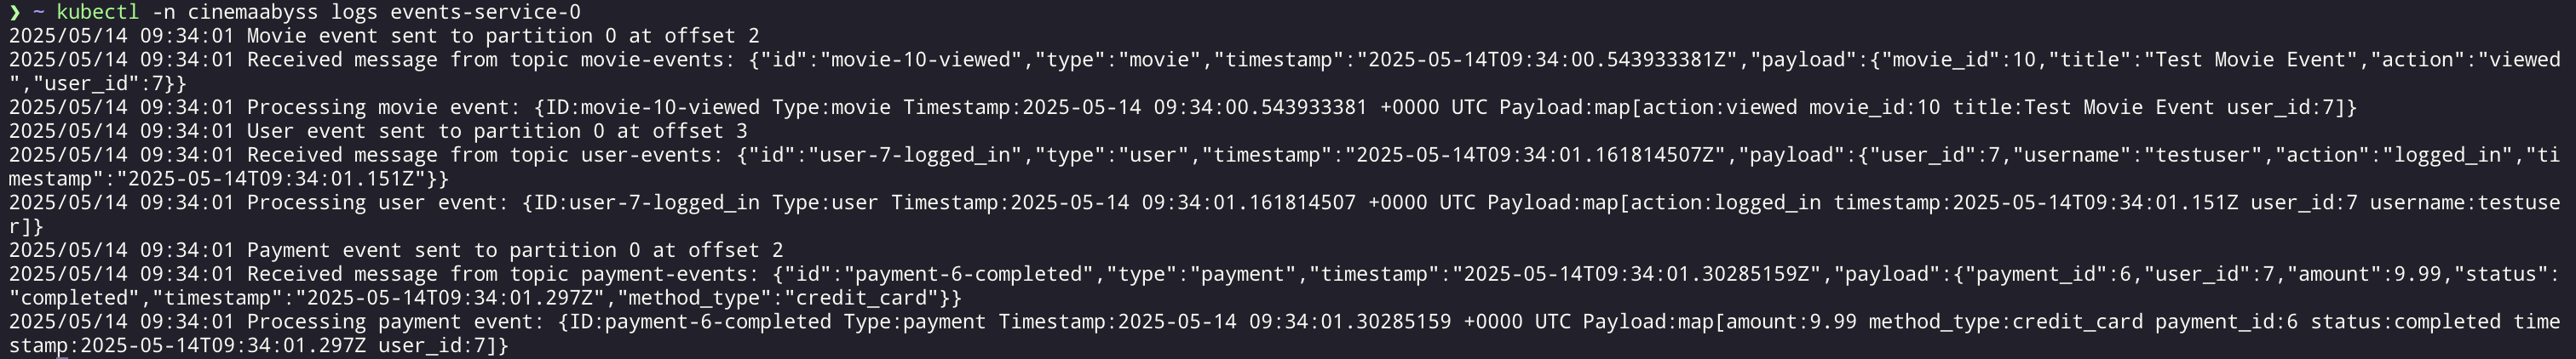 ❯ ~ kubectl -n cinemaabyss logs events-service-0
2025/05/14 09:34:01 Movie event sent to partition 0 at offset 2
2025/05/14 09:34:01 Received message from topic movie-events: {"id":"movie-10-viewed","type":"movie","timestamp":"2025-05-14T09:34:00.543933381Z","payload":{"movie_id":10,"title":"Test Movie Event","action":"viewed
","user_id":7}}
2025/05/14 09:34:01 Processing movie event: {ID:movie-10-viewed Type:movie Timestamp:2025-05-14 09:34:00.543933381 +0000 UTC Payload:map[action:viewed movie_id:10 title:Test Movie Event user_id:7]}
2025/05/14 09:34:01 User event sent to partition 0 at offset 3
2025/05/14 09:34:01 Received message from topic user-events: {"id":"user-7-logged_in","type":"user","timestamp":"2025-05-14T09:34:01.161814507Z","payload":{"user_id":7,"username":"testuser","action":"logged_in","ti
mestamp":"2025-05-14T09:34:01.151Z"}}
2025/05/14 09:34:01 Processing user event: {ID:user-7-logged_in Type:user Timestamp:2025-05-14 09:34:01.161814507 +0000 UTC Payload:map[action:logged_in timestamp:2025-05-14T09:34:01.151Z user_id:7 username:testuse
r]}
2025/05/14 09:34:01 Payment event sent to partition 0 at offset 2
2025/05/14 09:34:01 Received message from topic payment-events: {"id":"payment-6-completed","type":"payment","timestamp":"2025-05-14T09:34:01.30285159Z","payload":{"payment_id":6,"user_id":7,"amount":9.99,"status":
"completed","timestamp":"2025-05-14T09:34:01.297Z","method_type":"credit_card"}}
2025/05/14 09:34:01 Processing payment event: {ID:payment-6-completed Type:payment Timestamp:2025-05-14 09:34:01.30285159 +0000 UTC Payload:map[amount:9.99 method_type:credit_card payment_id:6 status:completed time
stamp:2025-05-14T09:34:01.297Z user_id:7]}